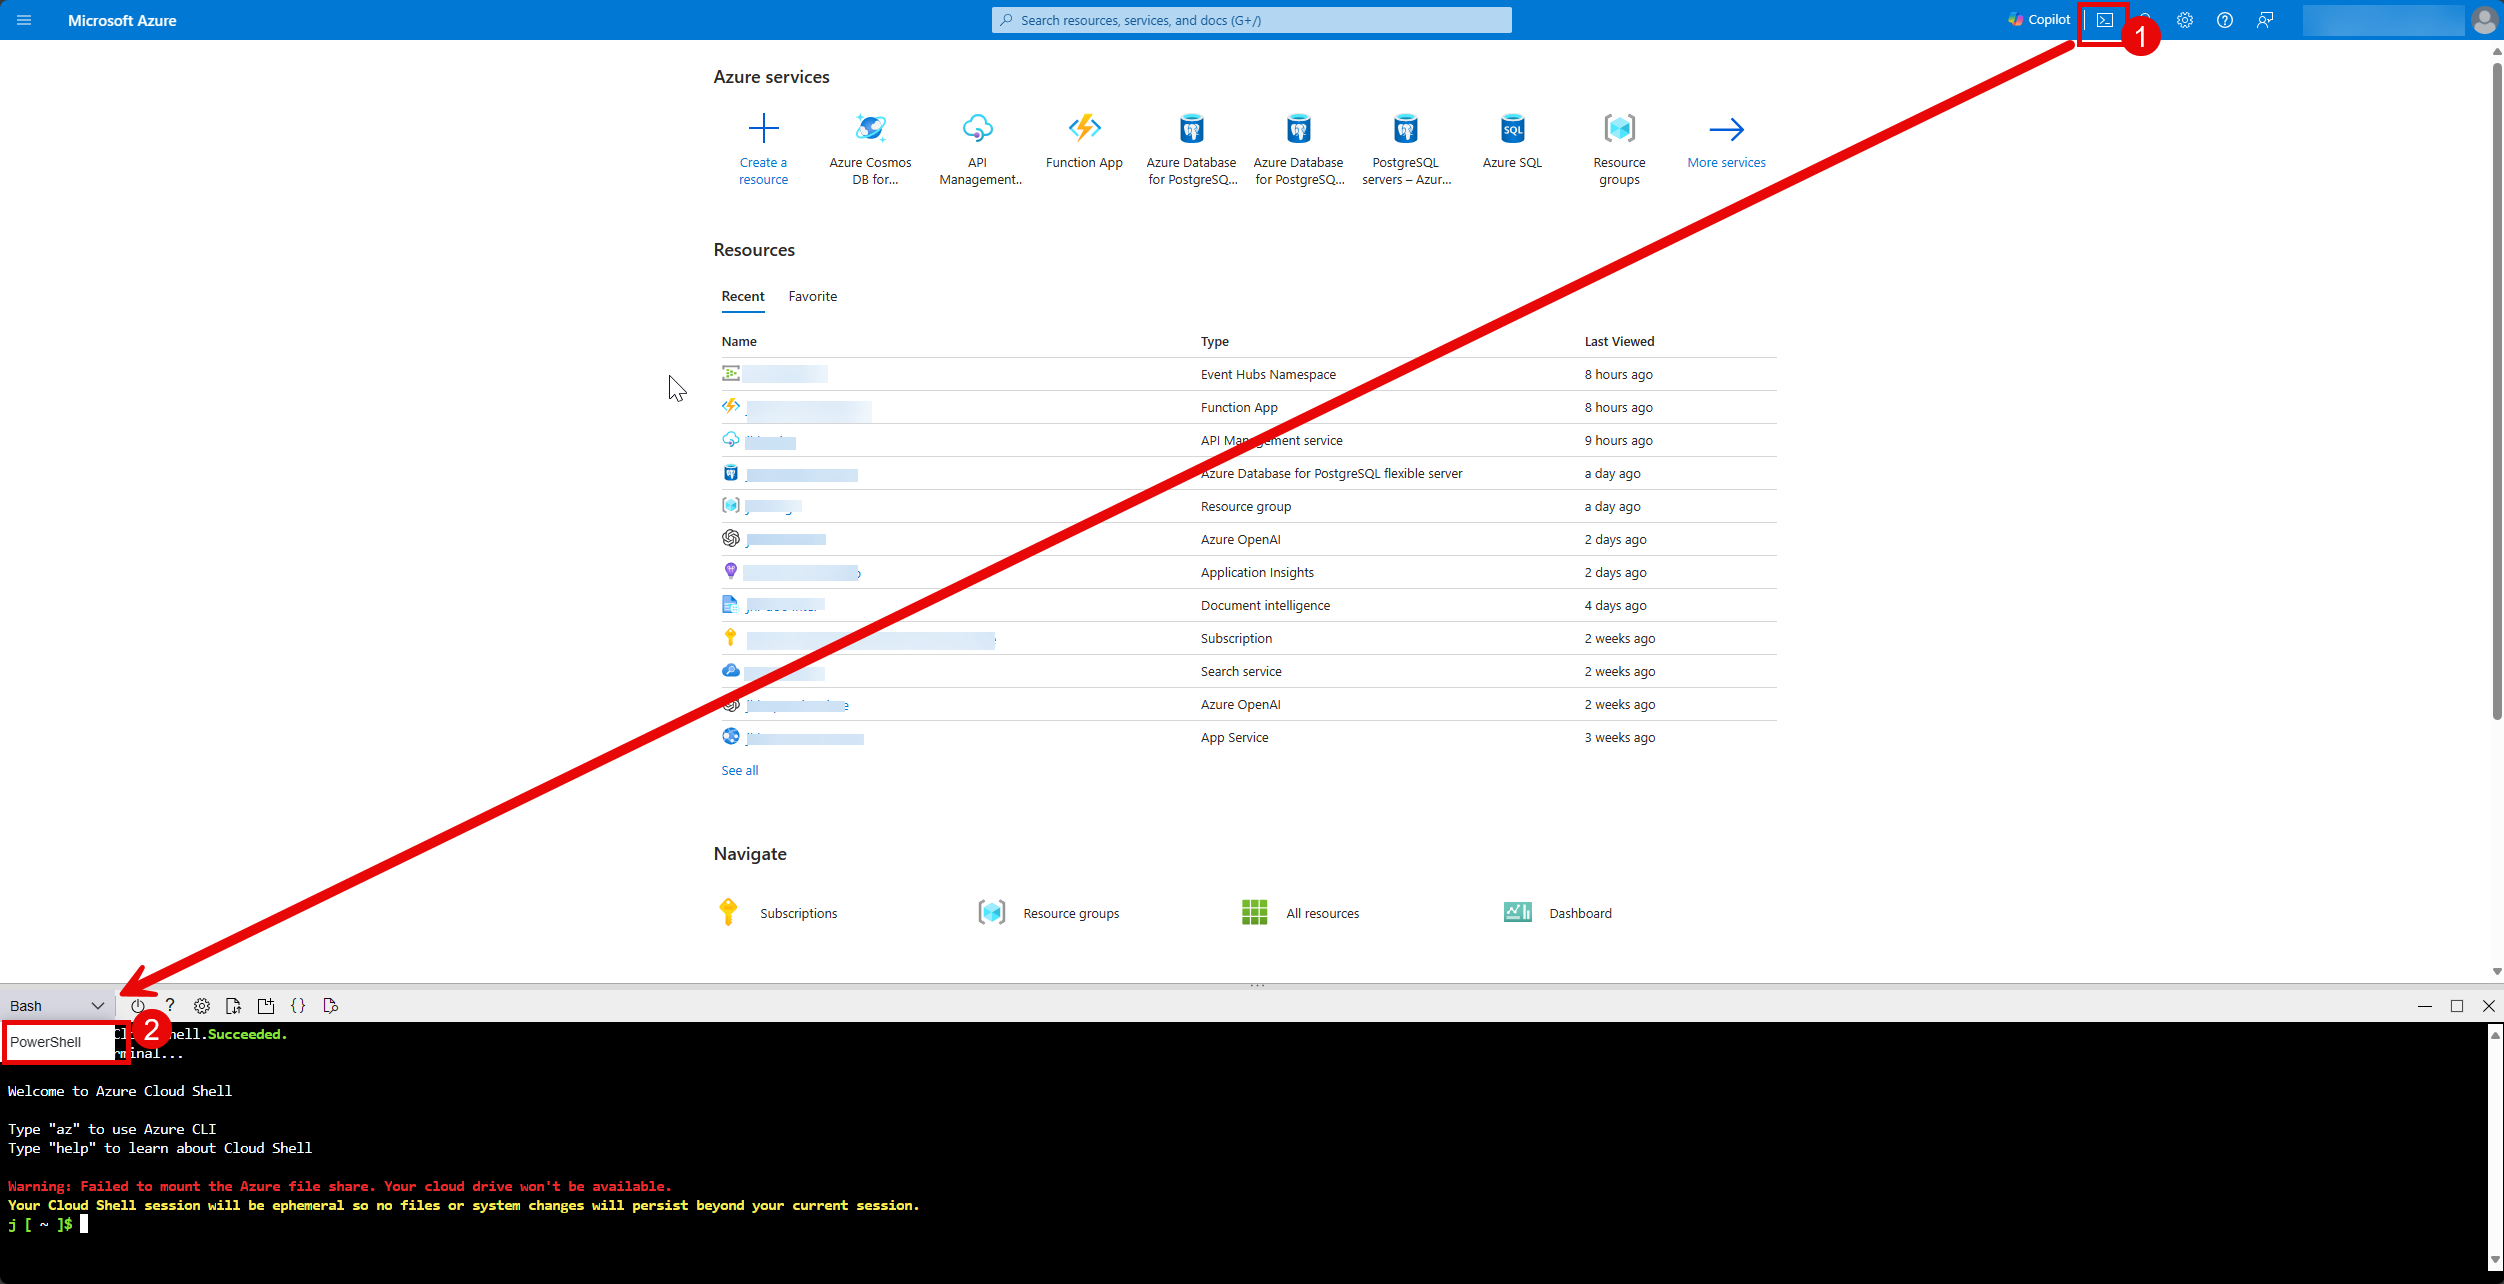 Microsoft Azure
Search resources, services, and docs (G+/)
Copilot
1
Azure services
Create a
resource
Azure Cosmos
DB for...
API
Management..
Function App
Azure Database
for PostgreSQ...
Azure Database
for PostgreSQ...
PostgreSQL
servers – Azur...
SQL
Azure SQL
Resource
groups
More services
Resources
Recent
Favorite
Name Type Last Viewed
Event Hubs Namespace 8 hours ago
Function App 8 hours ago
API Management service 9 hours ago
Azure Database for PostgreSQL flexible server a day ago
Resource group a day ago
Azure OpenAI 2 days ago
Application Insights 2 days ago
Document intelligence 4 days ago
Subscription 2 weeks ago
Search service 2 weeks ago
Azure OpenAI 2 weeks ago
App Service 3 weeks ago
See all
Navigate
Subscriptions
Resource groups
All resources
Dashboard
Bash
PowerShell
2
hell.Succeeded.
rminal...
Welcome to Azure Cloud Shell
Type "az" to use Azure CLI
Type "help" to learn about Cloud Shell
Warning: Failed to mount the Azure file share. Your cloud drive won't be available.
Your Cloud Shell session will be ephemeral so no files or system changes will persist beyond your current session.
j [ ~ ]$